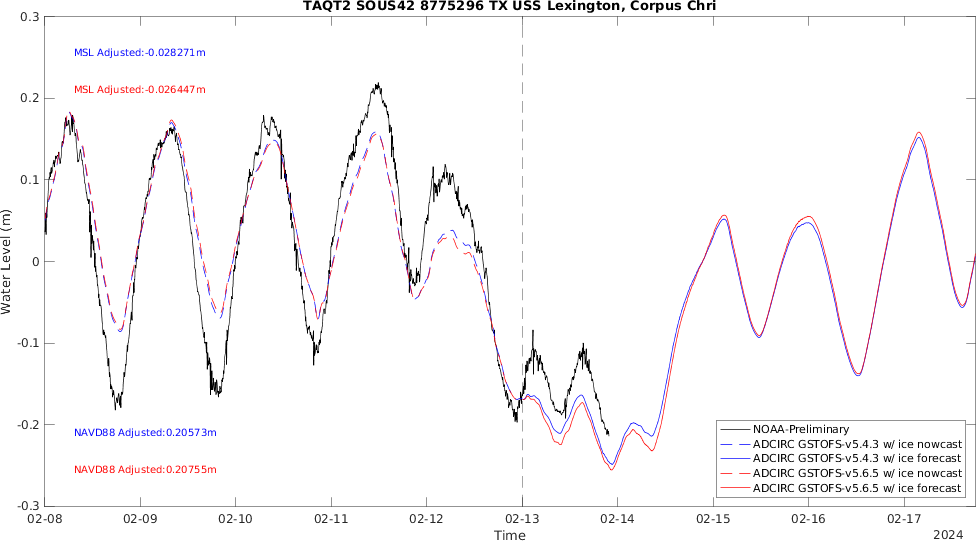 TAQT2 SOUS42 8775296 TX USS Lexington, Corpus Chri
0.3
MSL Adjusted:-0.028271m
MSL Adjusted:-0.026447m
0.2
0.1
0
-0.1
-0.2
-0.3
Water Level (m)
NAVD88 Adjusted:0.20573m
NAVD88 Adjusted:0.20755m
NOAA-Preliminary
ADCIRC GSTOFS-v5.4.3 w/ ice nowcast
ADCIRC GSTOFS-v5.4.3 w/ ice forecast
ADCIRC GSTOFS-v5.6.5 w/ ice nowcast
ADCIRC GSTOFS-v5.6.5 w/ ice forecast
02-08 02-09 02-10 02-11 02-12 02-13 02-14 02-15 02-16 02-17
Time
2024